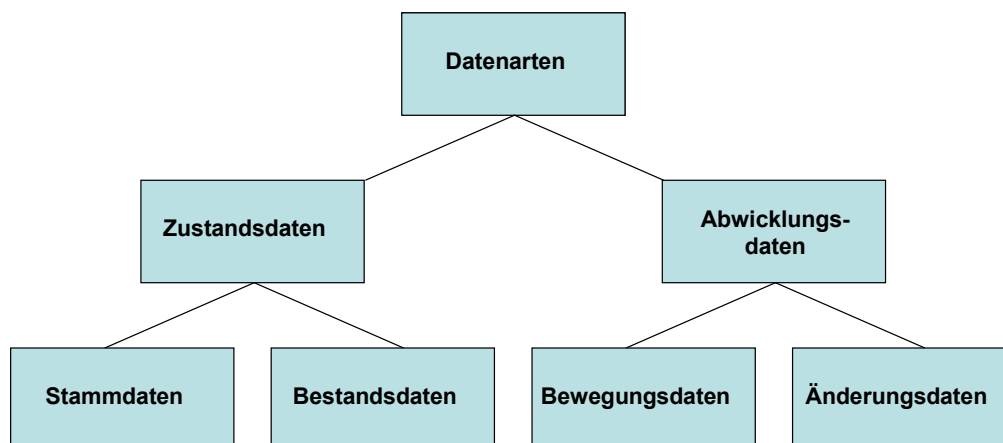 Datenarten
Zustandsdaten
Abwicklungs-
daten
Stammdaten
Bestandsdaten
Bewegungsdaten
Änderungsdaten